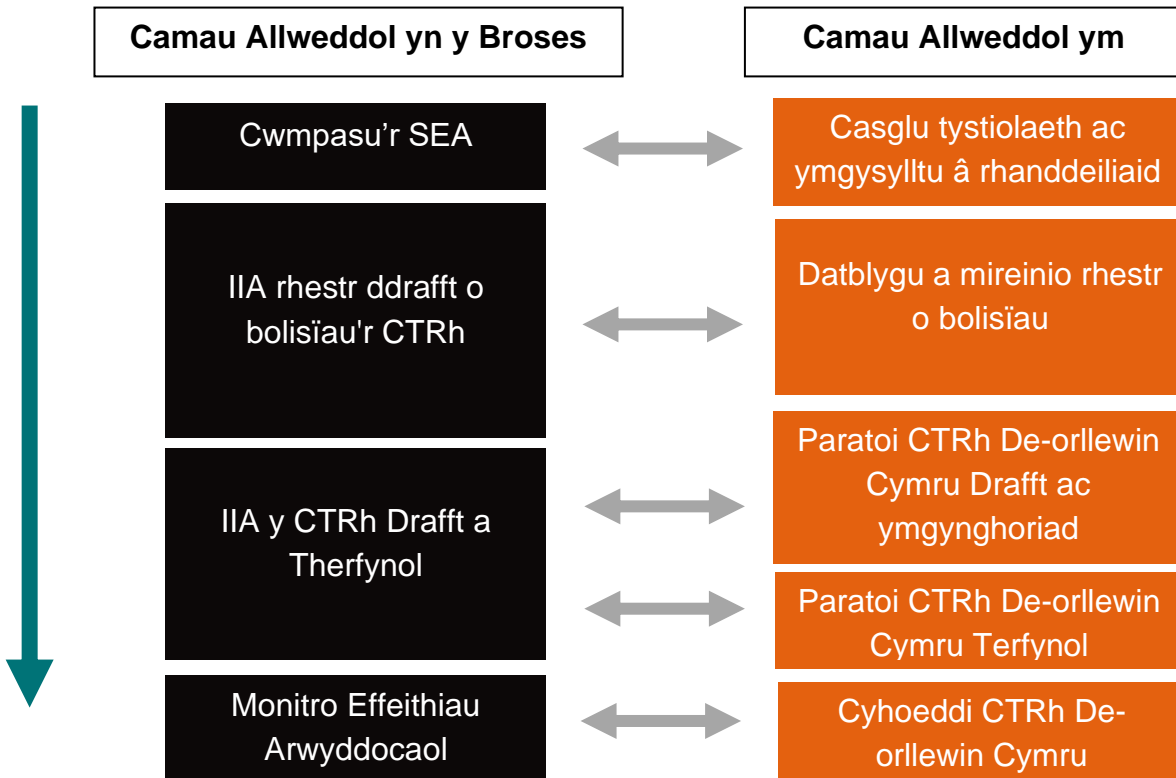 Camau Allweddol yn y Broses
Camau Allweddol ym
Cwmpasu'r SEA
Casglu tystiolaeth ac
ymgysylltu â rhanddeiliaid
IIA rhestr ddrafft o
bolisïau'r CTRh
Datblygu a mireinio rhestr
o bolisïau
IIA y CTRh Drafft a
Therfynol
Paratoi CTRh De-orllewin
Cymru Drafft ac
ymgynghoriad
Paratoi CTRh De-orllewin
Cymru Terfynol
Monitro Effeithiau
Arwyddocaol
Cyhoeddi CTRh De-
orllewin Cymru